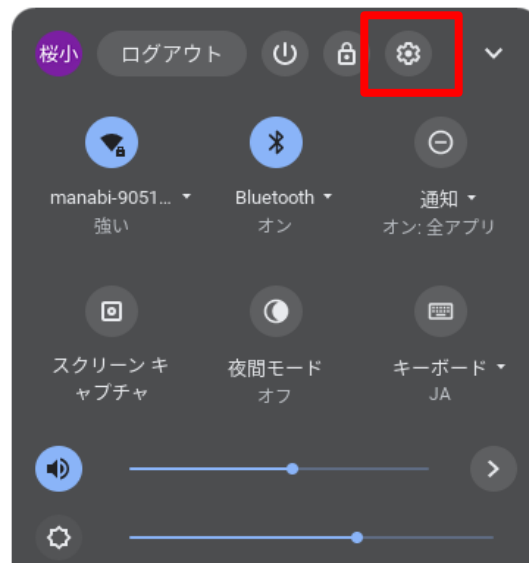 桜小 ログアウト
manabi-9051... Bluetooth 通知
強い オン オン: 全アプリ
スクリーン キ
ャプチャ
夜間モード キーボード
オフ JA